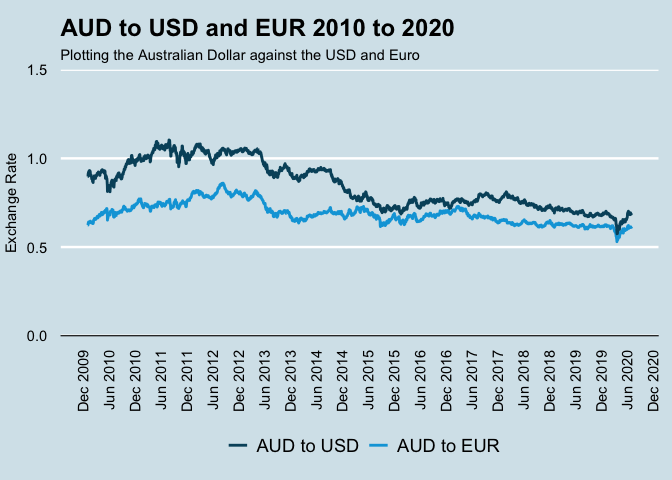 AUD to USD and EUR 2010 to 2020
Plotting the Australian Dollar against the USD and Euro
1.5
1.0
0.5
0.0
Exchange Rate
Dec 2009
Jun 2010
Dec 2010
Jun 2011
Dec 2011
Jun 2012
Dec 2012
Jun 2013
Dec 2013
Jun 2014
Dec 2014
Jun 2015
Dec 2015
Jun 2016
Dec 2016
Jun 2017
Dec 2017
Jun 2018
Dec 2018
Jun 2019
Dec 2019
Jun 2020
Dec 2020
AUD to USD
AUD to EUR